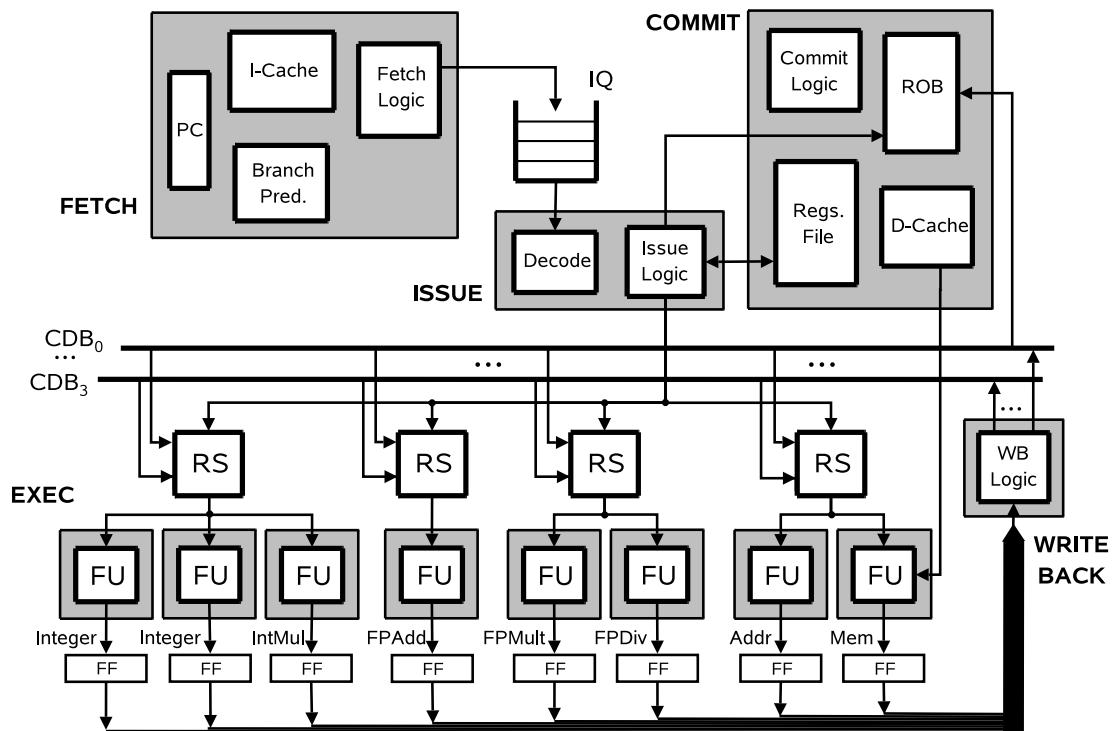 COMMIT
I-Cache
Fetch
Logic
PC
Branch
Pred.
FETCH
IQ
Commit
Logic
ROB
Regs.
File
D-Cache
Decode
Issue
Logic
ISSUE
CDB0
...
CDB3
...
...
...
RS
RS
RS
RS
WB
Logic
EXEC
WRITE
BACK
FU
FU
FU
FU
FU
FU
FU
FU
Integer
Integer
IntMul
FPAdd
FPMult
FPDiv
Addr
Mem
FF
FF
FF
FF
FF
FF
FF
FF